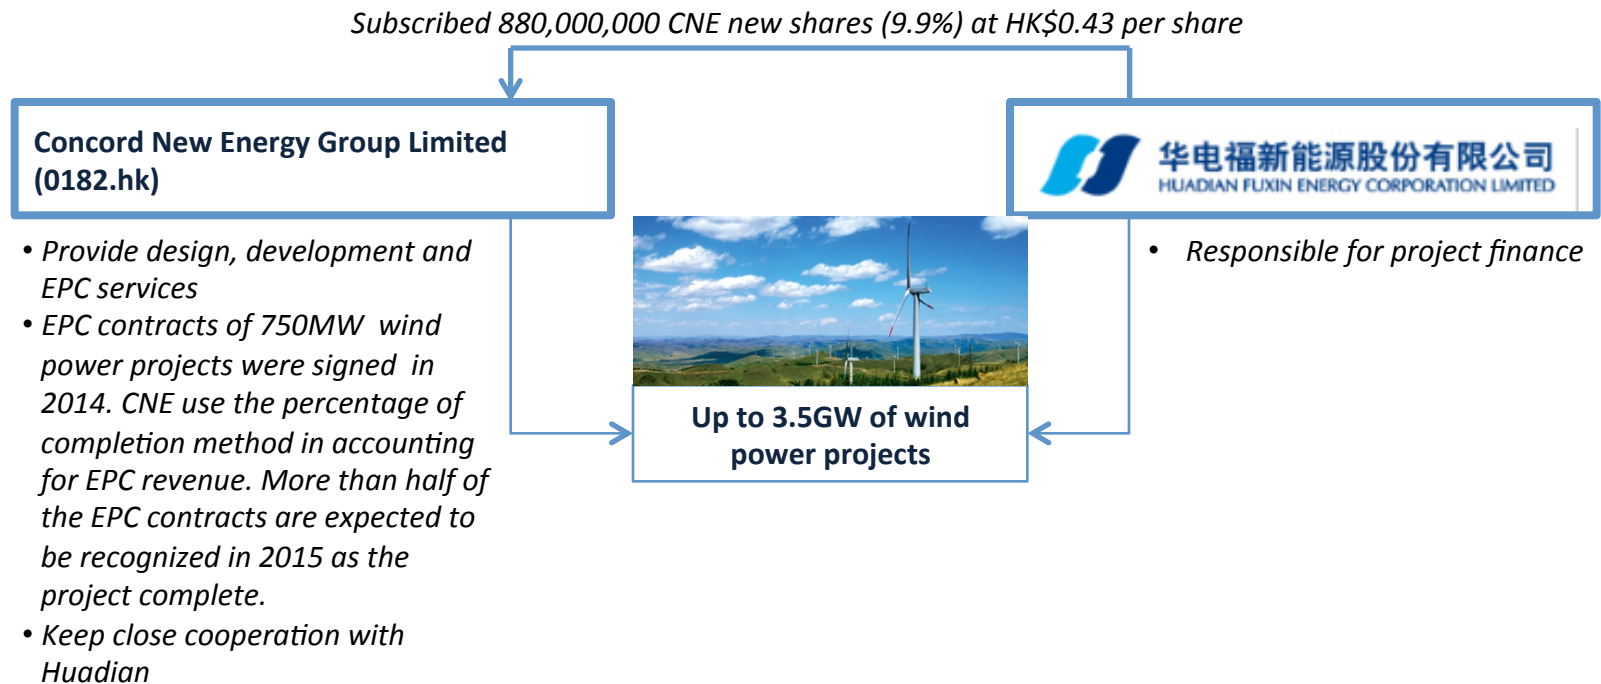 Subscribed 880,000,000 CNE new shares (9.9%) at HK$0.43 per share
Concord New Energy Group Limited
(0182.hk)
华电福新能源股份有限公司
HUADIAN FUXIN ENERGY CORPORATION LIMITED
• Provide design, development and
EPC services
• EPC contracts of 750MW wind
power projects were signed in
2014. CNE use the percentage of
completion method in accounting
for EPC revenue. More than half of
the EPC contracts are expected to
be recognized in 2015 as the
project complete.
• Keep close cooperation with
Huadian
Up to 3.5GW of wind
power projects
• Responsible for project finance